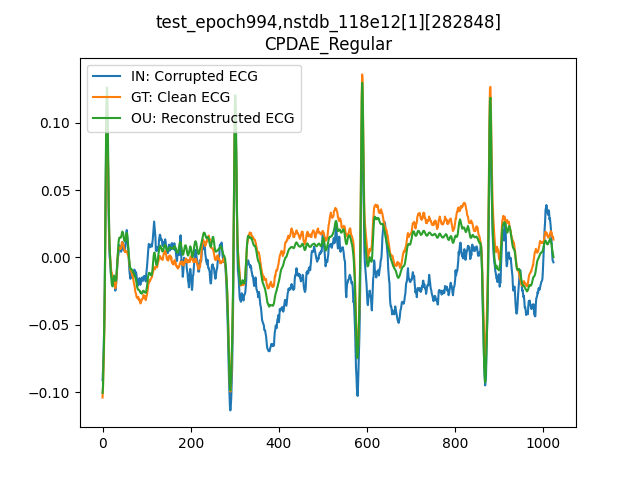 test_epoch994,nstdb_118e12[1][282848]
CPDAE_Regular
IN: Corrupted ECG
GT: Clean ECG
OU: Reconstructed ECG
0.10
0.05
0.00
−0.05
−0.10
0 200 400 600 800 1000